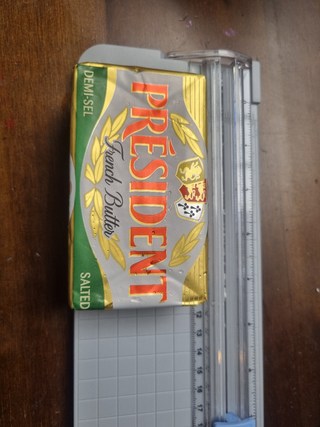 PRÉSIDENT
French Butter
DEMI-SEL
SALTED